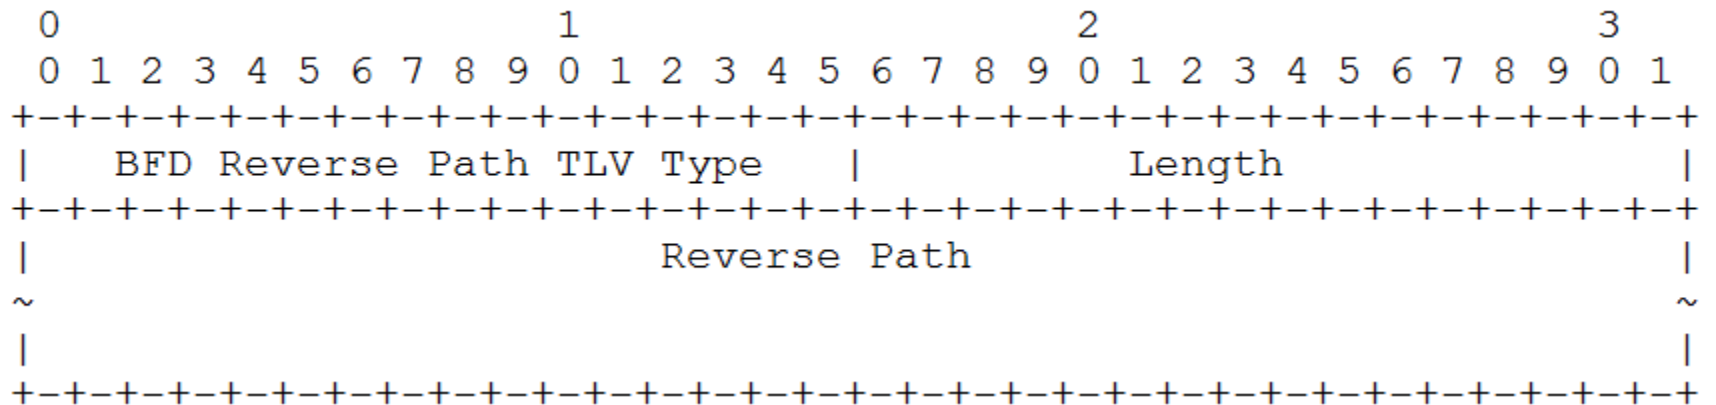 0                   1                   2                   3
 0 1 2 3 4 5 6 7 8 9 0 1 2 3 4 5 6 7 8 9 0 1 2 3 4 5 6 7 8 9 0 1
+-+-+-+-+-+-+-+-+-+-+-+-+-+-+-+-+-+-+-+-+-+-+-+-+-+-+-+-+-+-+-+-+
|   BFD Reverse Path TLV Type   |          Length               |
+-+-+-+-+-+-+-+-+-+-+-+-+-+-+-+-+-+-+-+-+-+-+-+-+-+-+-+-+-+-+-+-+
|                        Reverse Path                           |
~                                                               ~
|                                                               |
+-+-+-+-+-+-+-+-+-+-+-+-+-+-+-+-+-+-+-+-+-+-+-+-+-+-+-+-+-+-+-+-+